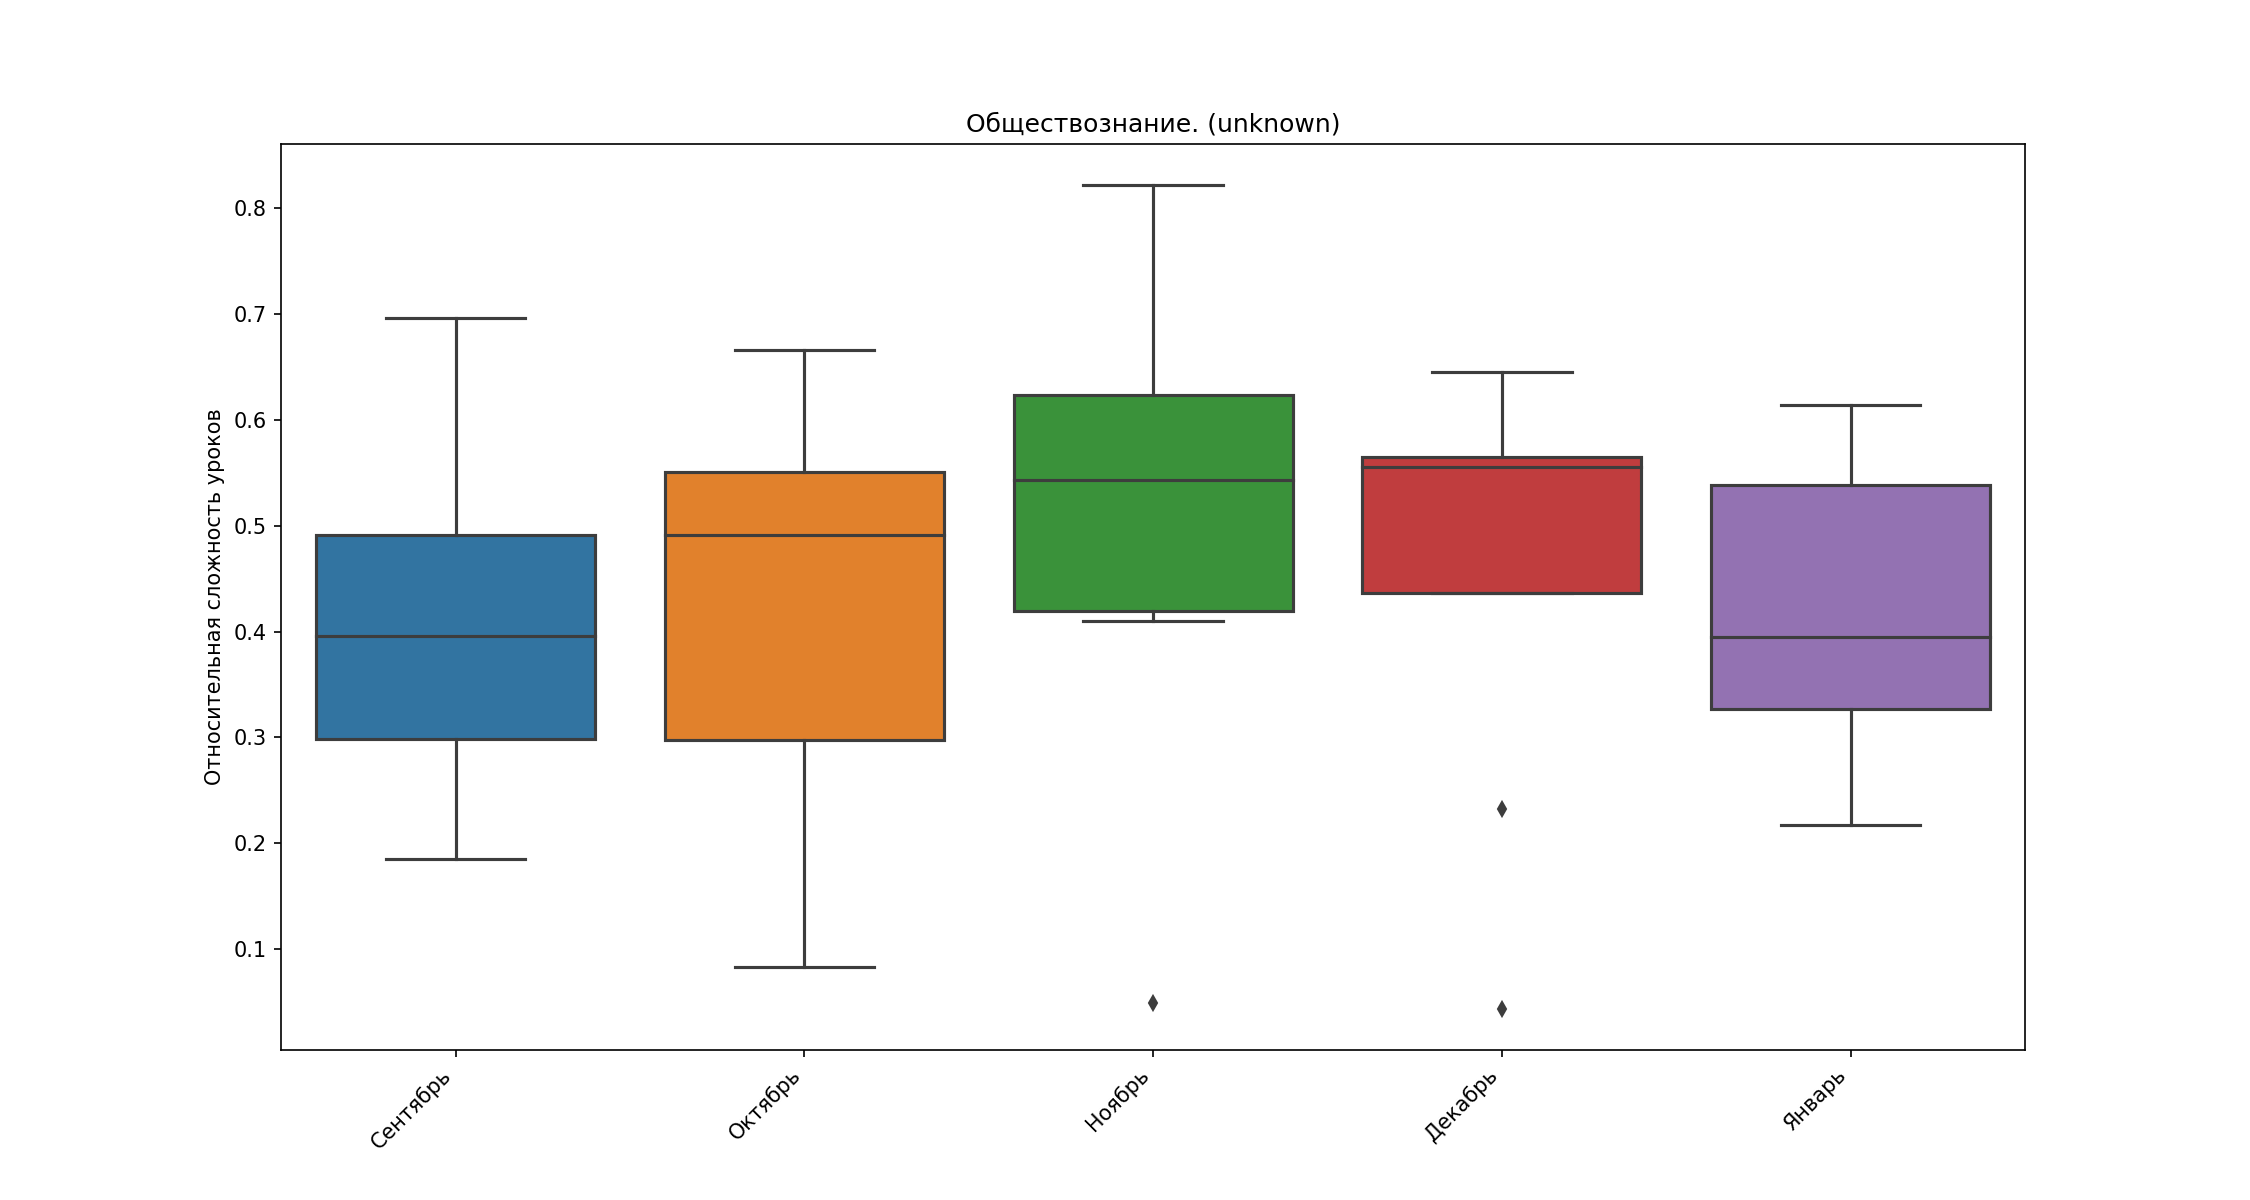 Обществознание. (unknown)
Относительная сложность уроков
0.8
0.7
0.6
0.5
0.4
0.3
0.2
0.1
Сентябрь
Октябрь
Ноябрь
Декабрь
Январь